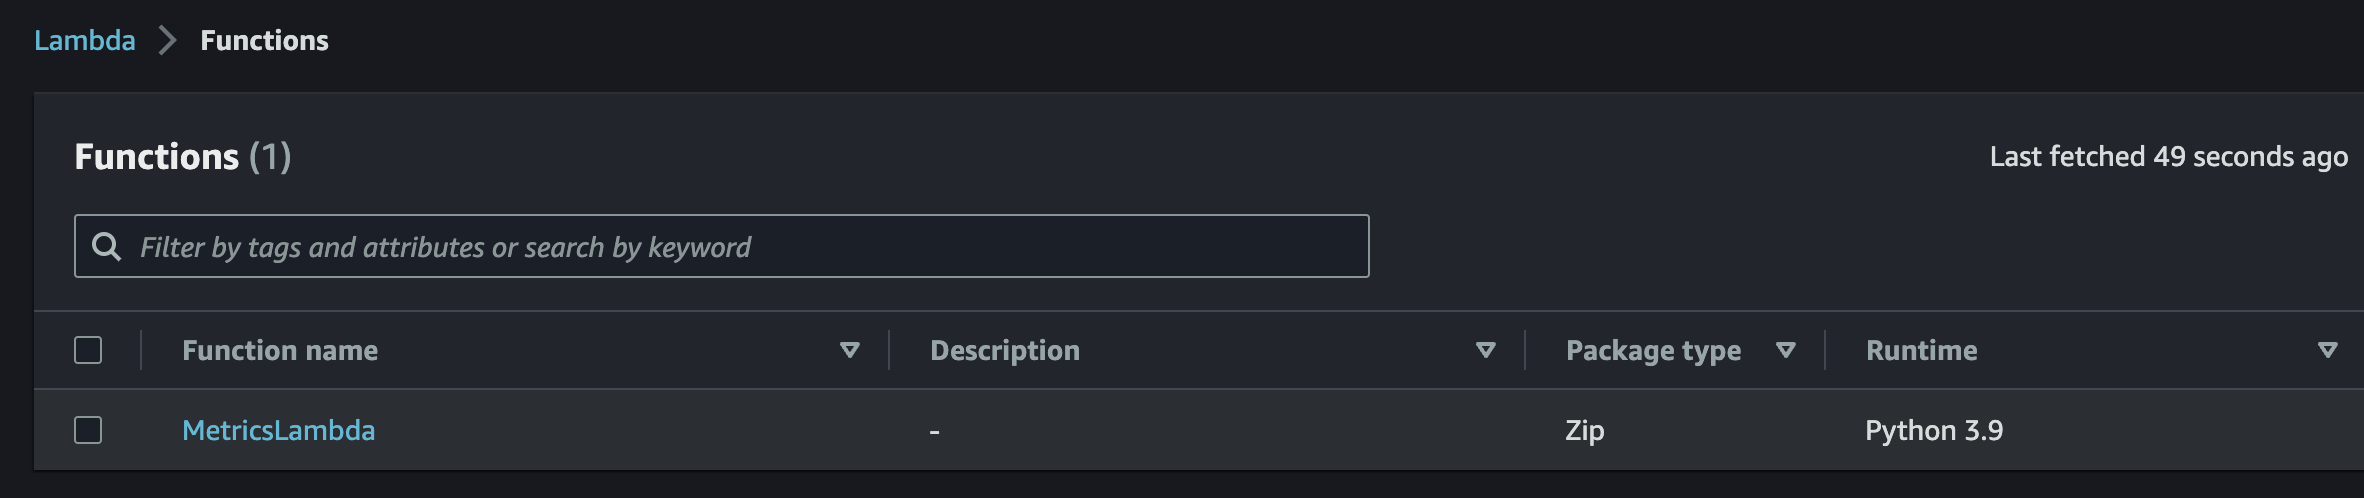 Lambda > Functions
Functions (1)
Last fetched 49 seconds ago
Filter by tags and attributes or search by keyword
Function name Description Package type Runtime
MetricsLambda - Zip Python 3.9